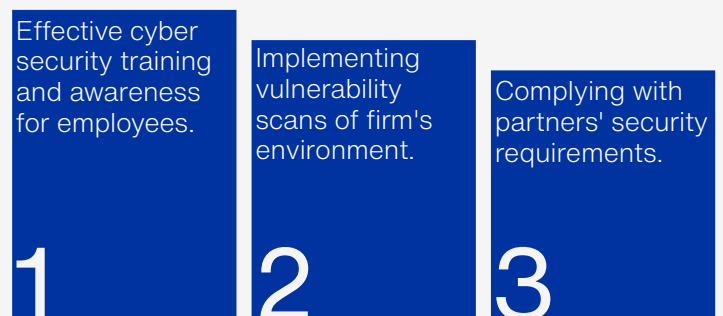 Effective cyber
security training
and awareness
for employees.
1
Implementing
vulnerability
scans of firm's
environment.
2
Complying with
partners' security
requirements.
3